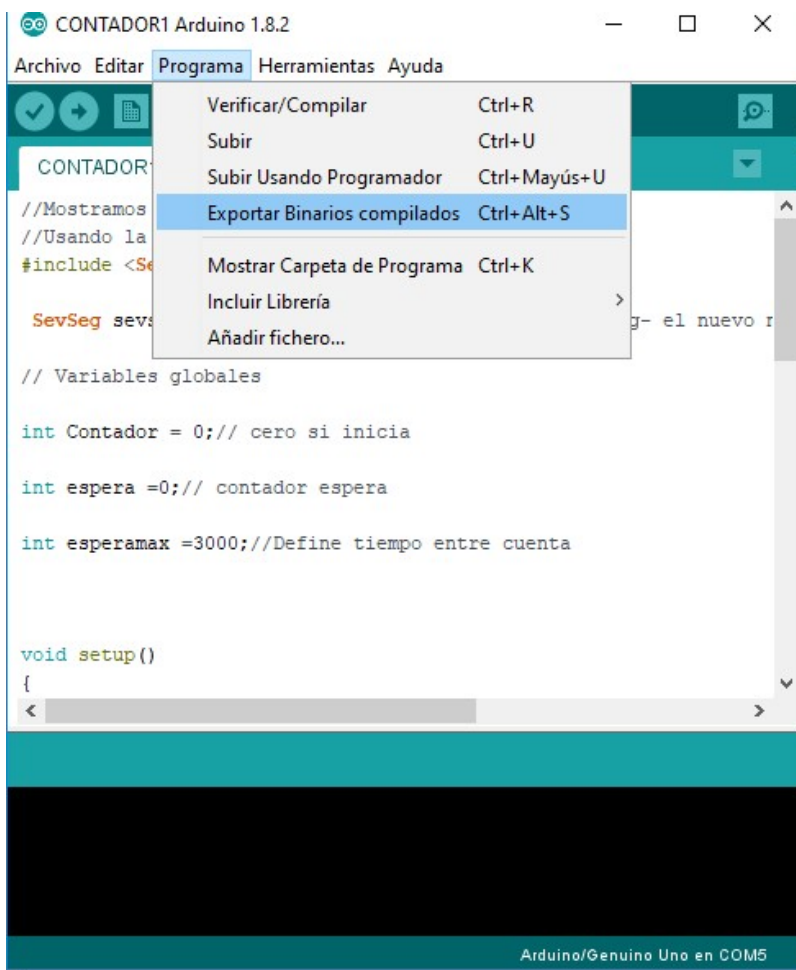 CONTADOR1 Arduino 1.8.2
Archivo Editar Programa Herramientas Ayuda
Verificar/Compilar Ctrl+R
Subir Ctrl+U
CONTADOR1
Subir Usando Programador Ctrl+Mayús+U
//Mostramos
Exportar Binarios compilados Ctrl+Alt+S
//Usando la
#include <Se
Mostrar Carpeta de Programa Ctrl+K
Incluir Librería >
SevSeg sevs
g- el nuevo
Añadir fichero...
// Variables globales
int Contador = 0;// cero si inicia
int espera =0;// contador espera
int esperamax =3000;//Define tiempo entre cuenta
void setup()
{
Arduino/Genuino Uno en COM5